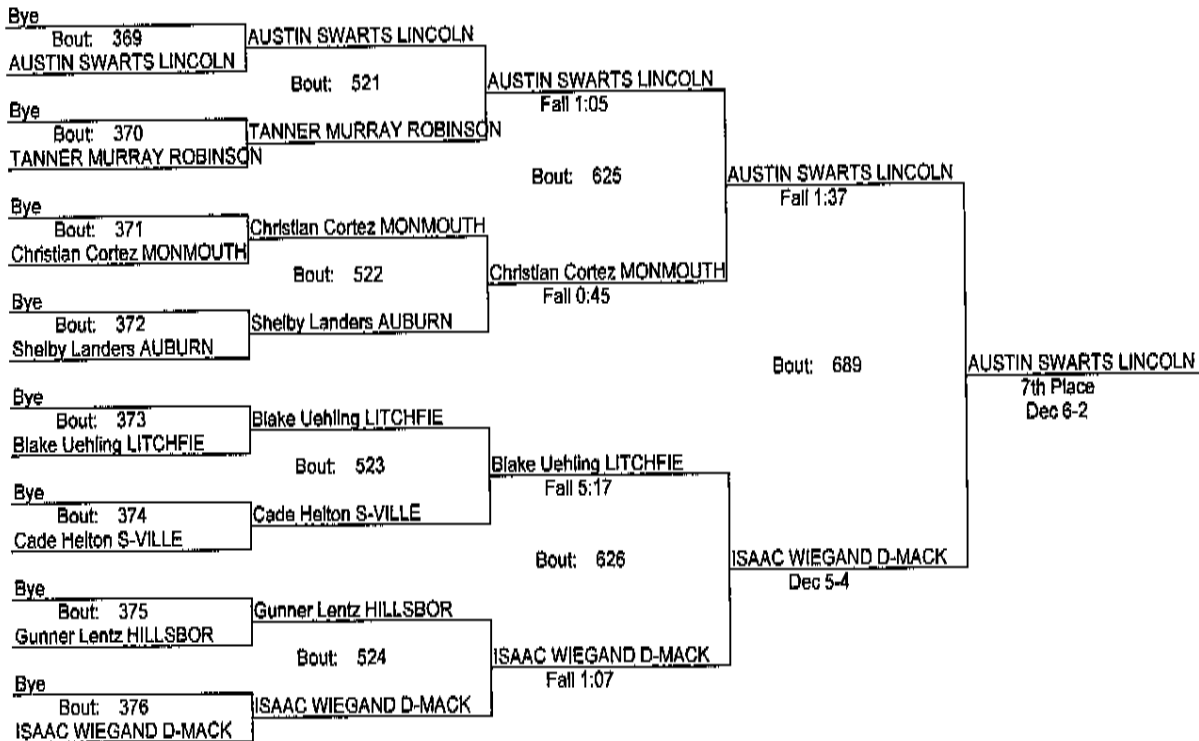 Bye
Bout: 369
AUSTIN SWARTS LINCOLN
AUSTIN SWARTS LINCOLN
Bout: 521
AUSTIN SWARTS LINCOLN
Fall 1:05
Bye
Bout: 370
TANNER MURRAY ROBINSON
TANNER MURRAY ROBINSON
Bout: 625
AUSTIN SWARTS LINCOLN
Fall 1:37
Bye
Bout: 371
Christian Cortez MONMOUTH
Christian Cortez MONMOUTH
Bout: 522
Christian Cortez MONMOUTH
Fall 0:45
Bye
Bout: 372
Shelby Landers AUBURN
Shelby Landers AUBURN
Bout: 689
AUSTIN SWARTS LINCOLN
7th Place
Dec 6-2
Bye
Bout: 373
Blake Uehling LITCHFIE
Blake Uehling LITCHFIE
Bout: 523
Blake Uehling LITCHFIE
Fall 5:17
Bye
Bout: 374
Cade Helton S-VILLE
Cade Helton S-VILLE
Bout: 626
ISAAC WIEGAND D-MACK
Dec 5-4
Bye
Bout: 375
Gunner Lentz HILLSBOR
Gunner Lentz HILLSBOR
Bout: 524
ISAAC WIEGAND D-MACK
Fall 1:07
Bye
Bout: 376
ISAAC WIEGAND D-MACK
ISAAC WIEGAND D-MACK